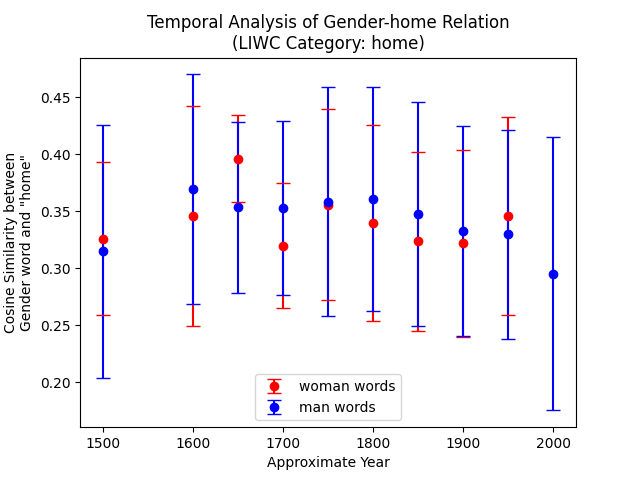 Temporal Analysis of Gender-home Relation
(LIWC Category: home)
Cosine Similarity between
Gender word and "home"
0.45
0.40
0.35
0.30
0.25
0.20
woman words
man words
1500
1600
1700
1800
1900
2000
Approximate Year